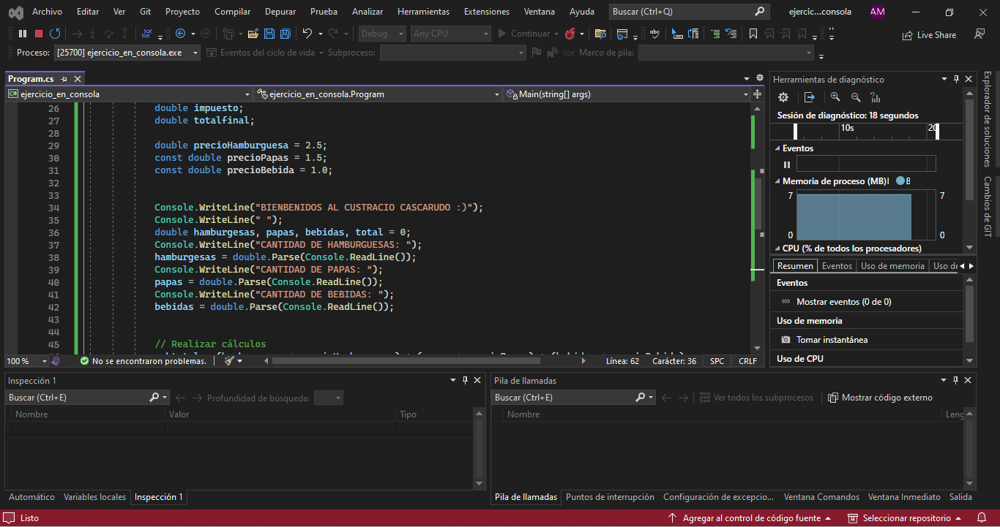 Archivo Editar Ver Git Proyecto Compilar Depurar Prueba Analizar Herramientas Extensiones Ventana Ayuda Buscar (Ctrl+Q) ejercic...consola AM
Debug Any CPU Continuar Live Share
Proceso: [25700] ejercicio_en_consola.exe Eventos del ciclo de vida Subproceso: Marco de pila:
Program.cs
ejercicio_en_consola ejercicio_en_consola.Program Main(string[] args)
26 double impuesto;
27 double totalfinal;
28
29 double precioHamburguesa = 2.5;
30 const double precioPapas = 1.5;
31 const double precioBebida = 1.0;
32
33
34 Console.WriteLine("BIENBENIDOS AL CUSTRACIO CASCARUDO :)");
35 Console.WriteLine(" ");
36 double hamburgesas, papas, bebidas, total = 0;
37 Console.WriteLine("CANTIDAD DE HAMBURGUESAS: ");
38 hamburgesas = double.Parse(Console.ReadLine());
39 Console.WriteLine("CANTIDAD DE PAPAS: ");
40 papas = double.Parse(Console.ReadLine());
41 Console.WriteLine("CANTIDAD DE BEBIDAS: ");
42 bebidas = double.Parse(Console.ReadLine());
43
44
45 // Realizar cálculos
100 % No se encontraron problemas. Línea: 62 Carácter: 36 SPC CRLF
Herramientas de diagnóstico
Sesión de diagnóstico: 18 segundos
10s 20
Eventos
Memoria de proceso (MB) B
7 7
0 0
CPU (% de todos los procesadores)
Resumen Eventos Uso de memoria Uso de
Eventos
Mostrar eventos (0 de 0)
Uso de memoria
Tomar instantánea
Uso de CPU
Explorador de soluciones
Cambios de GIT
Inspección 1
Buscar (Ctrl+E) Profundidad de búsqueda:
Nombre Valor Tipo
Automático Variables locales Inspección 1
Pila de llamadas
Buscar (Ctrl+E) Ver todos los subprocesos Mostrar código externo
Nombre Leng
Pila de llamadas Puntos de interrupción Configuración de excepcio... Ventana Comandos Ventana Inmediato Salida
Listo Agregar al control de código fuente Seleccionar repositorio